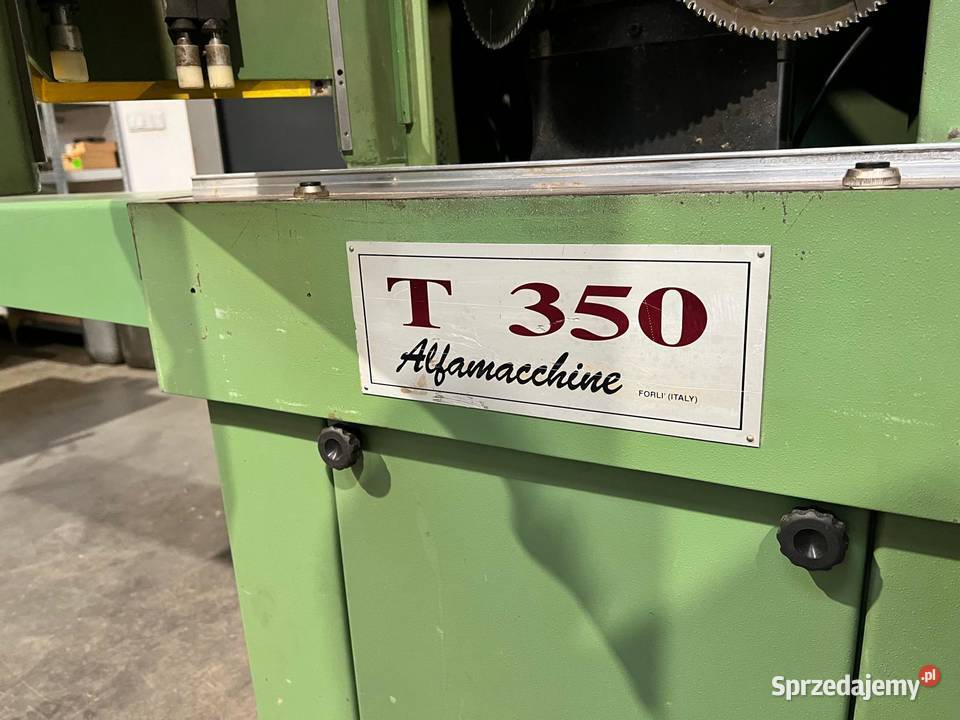 T 350
Alfamacchine
FORLI' (ITALY)
Sprzedajemy.pl